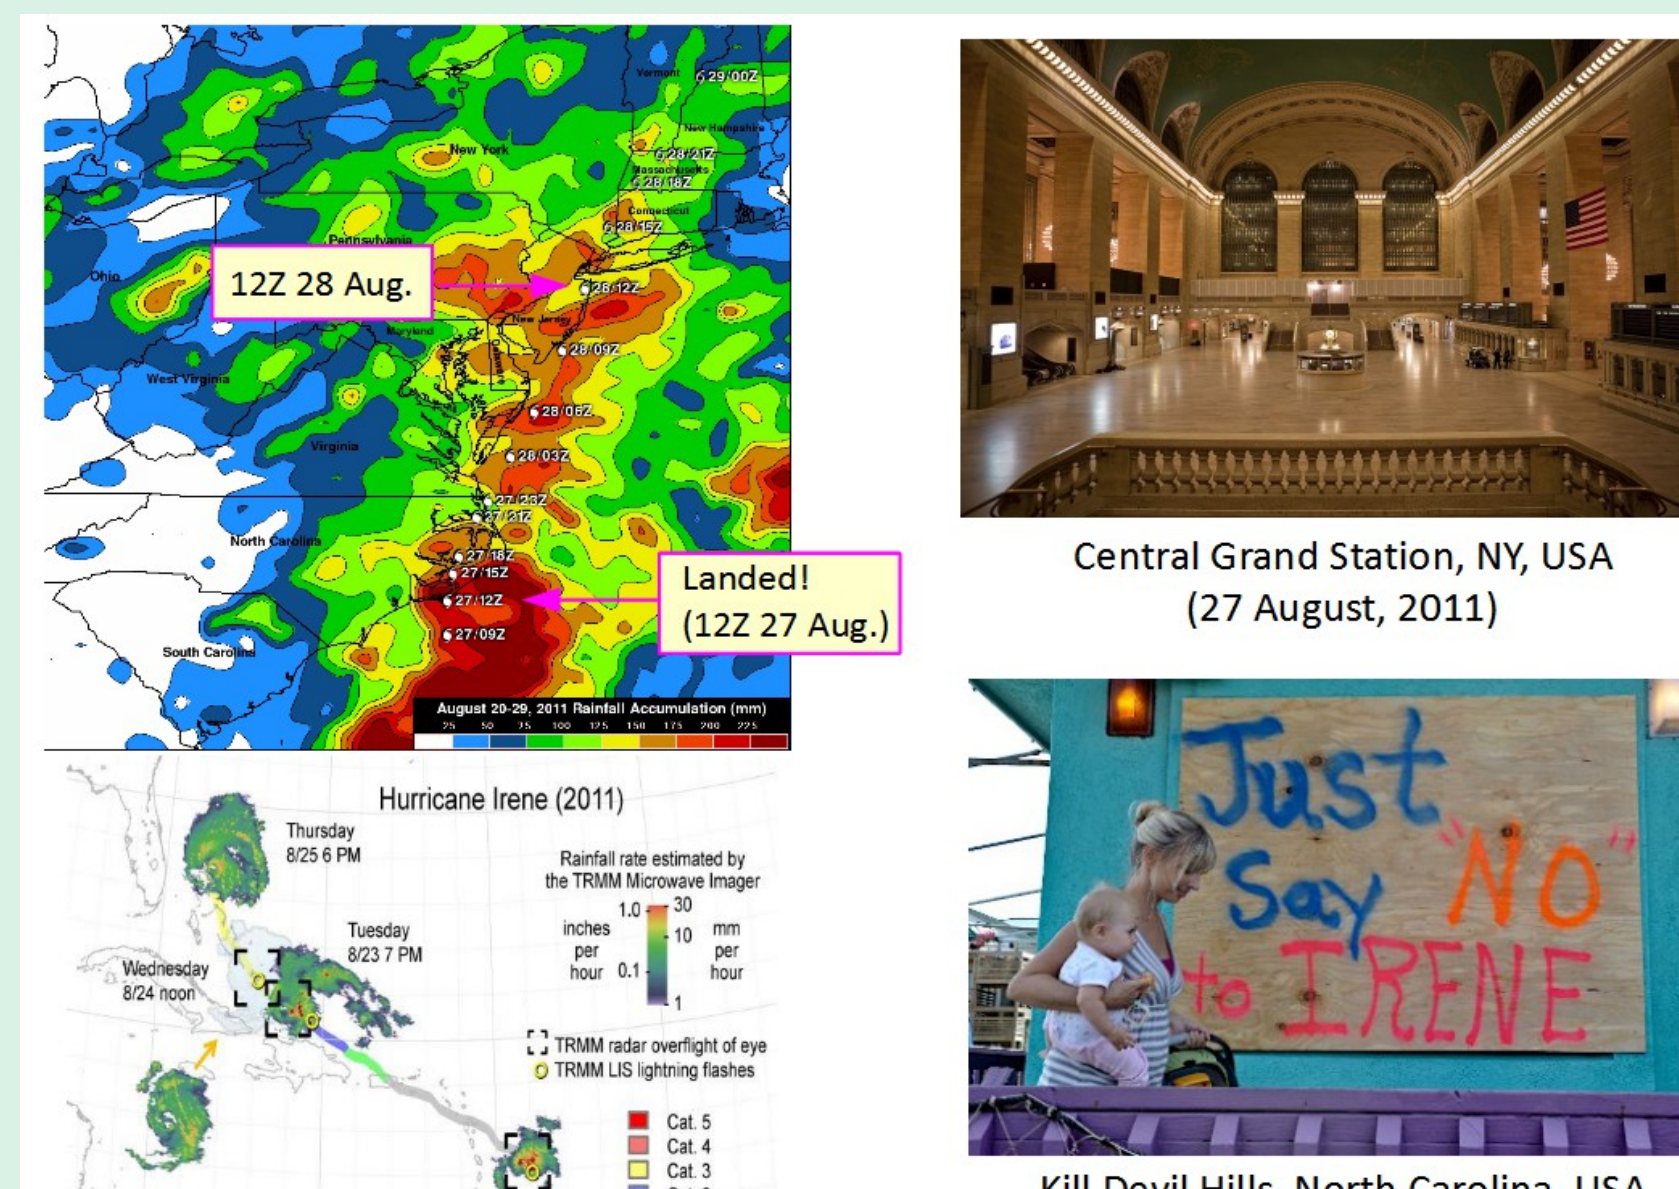 Vermont
29/00Z
New Hampshire
New York
28/21Z
Massachusetts
28/18Z
Connecticut
28/15Z
Pennsylvania
Ohio
12Z 28 Aug.
28/12Z
New Jersey
Maryland
28/09Z
Delaware
West Virginia
28/06Z
Virginia
28/03Z
27/23Z
27/21Z
North Carolina
27/18Z
27/15Z
27/12Z
Landed!
(12Z 27 Aug.)
27/09Z
South Carolina
August 20-29, 2011 Rainfall Accumulation (mm)
25 50 75 100 125 150 175 200 225
Central Grand Station, NY, USA
(27 August, 2011)
Hurricane Irene (2011)
Thursday
8/25 6 PM
Rainfall rate estimated by
the TRMM Microwave Imager
1.0 30
inches
per
hour
10
0.1
1
mm
per
hour
Tuesday
8/23 7 PM
Wednesday
8/24 noon
TRMM radar overflight of eye
TRMM LIS lightning flashes
Cat. 5
Cat. 4
Cat. 3
Just
Say "NO"
to IRENE
Kill Devil Hills, North Carolina, USA